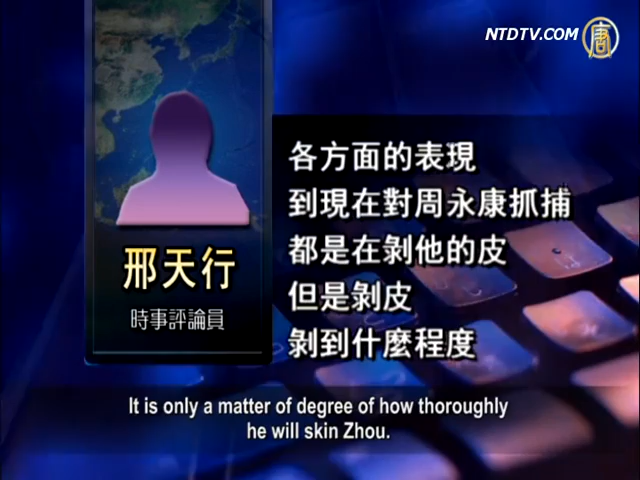 NTDTV.COM
唐
各方面的表現
到現在對周永康抓捕
都是在剝他的皮
但是剝皮
剝到什麼程度
邢天行
時事評論員
It is only a matter of degree of how thoroughly
he will skin Zhou.